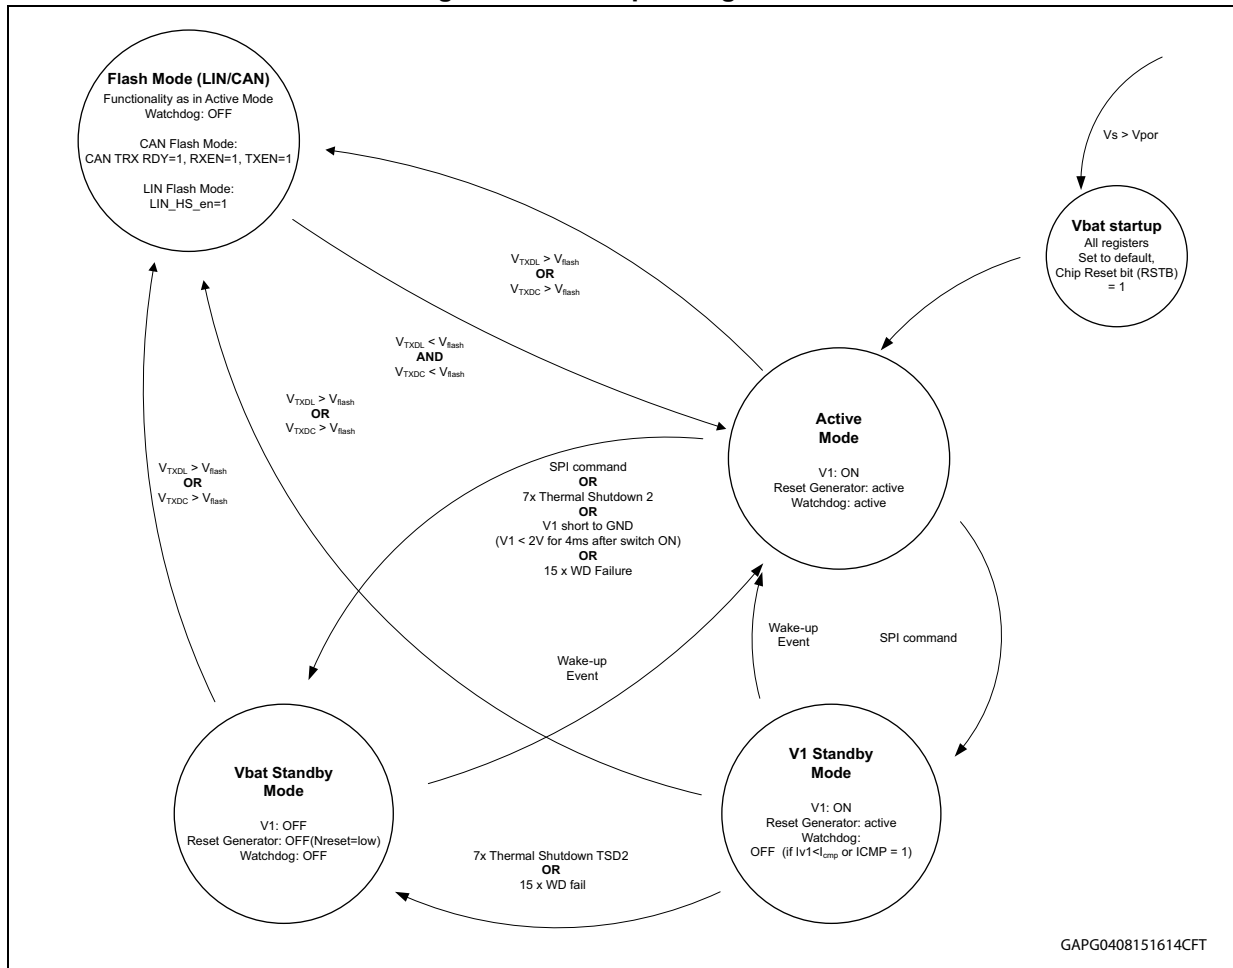 Flash Mode (LIN/CAN)
Functionality as in Active Mode
Watchdog: OFF
CAN Flash Mode:
CAN TRX RDY=1, RXEN=1, TXEN=1
LIN Flash Mode:
LIN_HS_en=1
Vs > Vpor
Vbat startup
All registers
Set to default,
Chip Reset bit (RSTB)
= 1
VTXDL > Vflash
OR
VTXDC > Vflash
VTXDL < Vflash
AND
VTXDC < Vflash
VTXDL > Vflash
OR
VTXDC > Vflash
VTXDL > Vflash
OR
VTXDC > Vflash
Active
Mode
V1: ON
Reset Generator: active
Watchdog: active
SPI command
OR
7x Thermal Shutdown 2
OR
V1 short to GND
(V1 < 2V for 4ms after switch ON)
OR
15 x WD Failure
Wake-up
Event
Wake-up
Event
SPI command
Vbat Standby
Mode
V1: OFF
Reset Generator: OFF(Nreset=low)
Watchdog: OFF
V1 Standby
Mode
V1: ON
Reset Generator: active
Watchdog:
OFF (if Iv1<Icmp or ICMP = 1)
7x Thermal Shutdown TSD2
OR
15 x WD fail
GAPG0408151614CFT